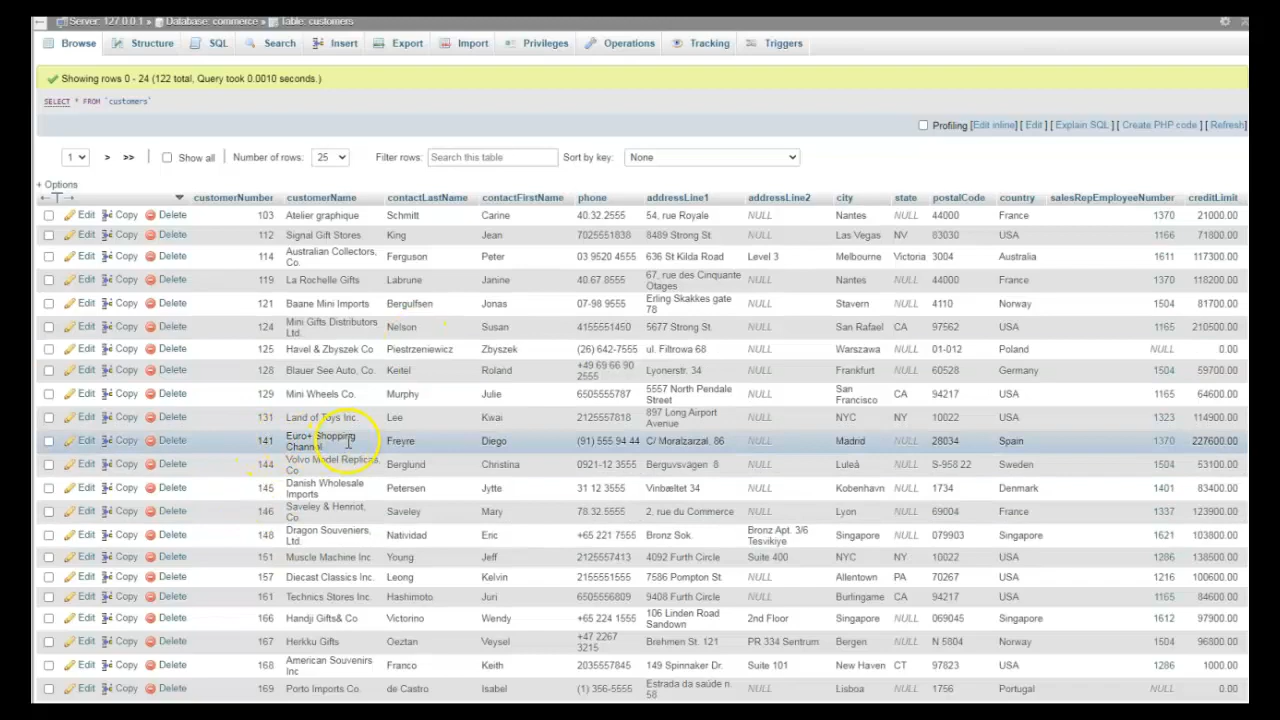 Server: 127.0.0.1 » Database: commerce » Table: customers
Browse Structure SQL Search Insert Export Import Privileges Operations Tracking Triggers
Showing rows 0 - 24 (122 total, Query took 0.0010 seconds.)
SELECT * FROM `customers`
Profiling [Edit inline] [ Edit ] [ Explain SQL ] [ Create PHP code ] [ Refresh]
1 > >> Show all Number of rows: 25 Filter rows: Search this table Sort by key: None
+ Options
customerNumber customerName contactLastName contactFirstName phone addressLine1 addressLine2 city state postalCode country salesRepEmployeeNumber creditLimit
Edit Copy Delete 103 Atelier graphique Schmitt Carine 40.32.2555 54, rue Royale NULL Nantes NULL 44000 France 1370 21000.00
Edit Copy Delete 112 Signal Gift Stores King Jean 7025551838 8489 Strong St. NULL Las Vegas NV 83030 USA 1166 71800.00
Edit Copy Delete 114 Australian Collectors, Co. Ferguson Peter 03 9520 4555 636 St Kilda Road Level 3 Melbourne Victoria 3004 Australia 1611 117300.00
Edit Copy Delete 119 La Rochelle Gifts Labrune Janine 40.67.8555 67, rue des Cinquante Otages NULL Nantes NULL 44000 France 1370 118200.00
Edit Copy Delete 121 Baane Mini Imports Bergulfsen Jonas 07-98 9555 Erling Skakkes gate 78 NULL Stavern NULL 4110 Norway 1504 81700.00
Edit Copy Delete 124 Mini Gifts Distributors Ltd. Nelson Susan 4155551450 5677 Strong St. NULL San Rafael CA 97562 USA 1165 210500.00
Edit Copy Delete 125 Havel & Zbyszek Co Piestrzeniewicz Zbyszek (26) 642-7555 ul. Filtrowa 68 NULL Warszawa NULL 01-012 Poland NULL 0.00
Edit Copy Delete 128 Blauer See Auto, Co. Keitel Roland +49 69 66 90 2555 Lyonerstr. 34 NULL Frankfurt NULL 60528 Germany 1504 59700.00
Edit Copy Delete 129 Mini Wheels Co. Murphy Julie 6505555787 5557 North Pendale Street NULL San Francisco CA 94217 USA 1165 64600.00
Edit Copy Delete 131 Land of Toys Inc. Lee Kwai 2125557818 897 Long Airport Avenue NULL NYC NY 10022 USA 1323 114900.00
Edit Copy Delete 141 Euro+ Shopping Channel Freyre Diego (91) 555 94 44 C/ Moralzarzal, 86 NULL Madrid NULL 28034 Spain 1370 227600.00
Edit Copy Delete 144 Volvo Model Replicas, Co Berglund Christina 0921-12 3555 Berguvsvägen 8 NULL Luleå NULL S-958 22 Sweden 1504 53100.00
Edit Copy Delete 145 Danish Wholesale Imports Petersen Jytte 31 12 3555 Vinbæltet 34 NULL Kobenhavn NULL 1734 Denmark 1401 83400.00
Edit Copy Delete 146 Saveley & Henriot, Co. Saveley Mary 78.32.5555 2, rue du Commerce NULL Lyon NULL 69004 France 1337 123900.00
Edit Copy Delete 148 Dragon Souveniers, Ltd. Natividad Eric +65 221 7555 Bronz Sok. Bronz Apt. 3/6 Tesvikiye Singapore NULL 079903 Singapore 1621 103800.00
Edit Copy Delete 151 Muscle Machine Inc Young Jeff 2125557413 4092 Furth Circle Suite 400 NYC NY 10022 USA 1286 138500.00
Edit Copy Delete 157 Diecast Classics Inc. Leong Kelvin 2155551555 7586 Pompton St. NULL Allentown PA 70267 USA 1216 100600.00
Edit Copy Delete 161 Technics Stores Inc. Hashimoto Juri 6505556809 9408 Furth Circle NULL Burlingame CA 94217 USA 1165 84600.00
Edit Copy Delete 166 Handji Gifts& Co Victorino Wendy +65 224 1555 106 Linden Road Sandown 2nd Floor Singapore NULL 069045 Singapore 1612 97900.00
Edit Copy Delete 167 Herkku Gifts Oeztan Veysel +47 2267 3215 Brehmen St. 121 PR 334 Sentrum Bergen NULL N 5804 Norway 1504 96800.00
Edit Copy Delete 168 American Souvenirs Inc Franco Keith 2035557845 149 Spinnaker Dr. Suite 101 New Haven CT 97823 USA 1286 1000.00
Edit Copy Delete 169 Porto Imports Co. de Castro Isabel (1) 356-5555 Estrada da saúde n. 58 NULL Lisboa NULL 1756 Portugal NULL 0.00